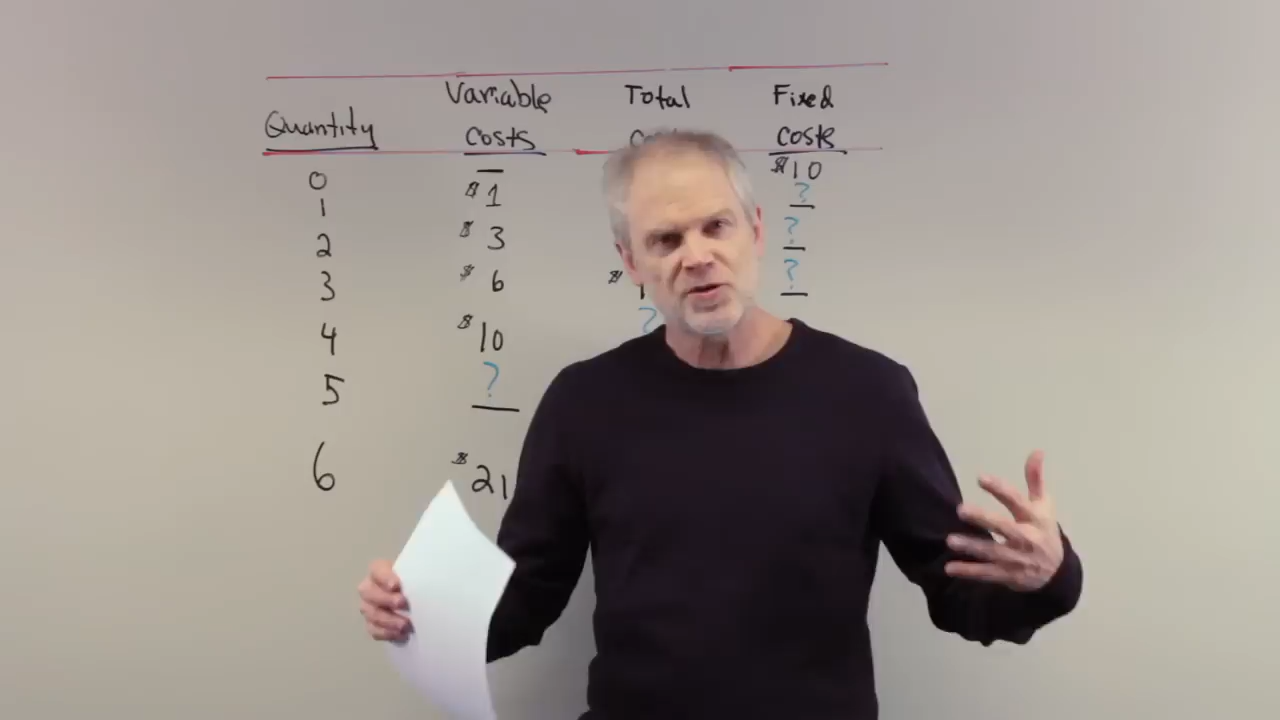 Quantity Variable Costs Total Fixed Costs
0 — $10
1 $1 ?
2 $3 ?
3 $6 $ ?
4 $10 ?
5 ?
6 $21